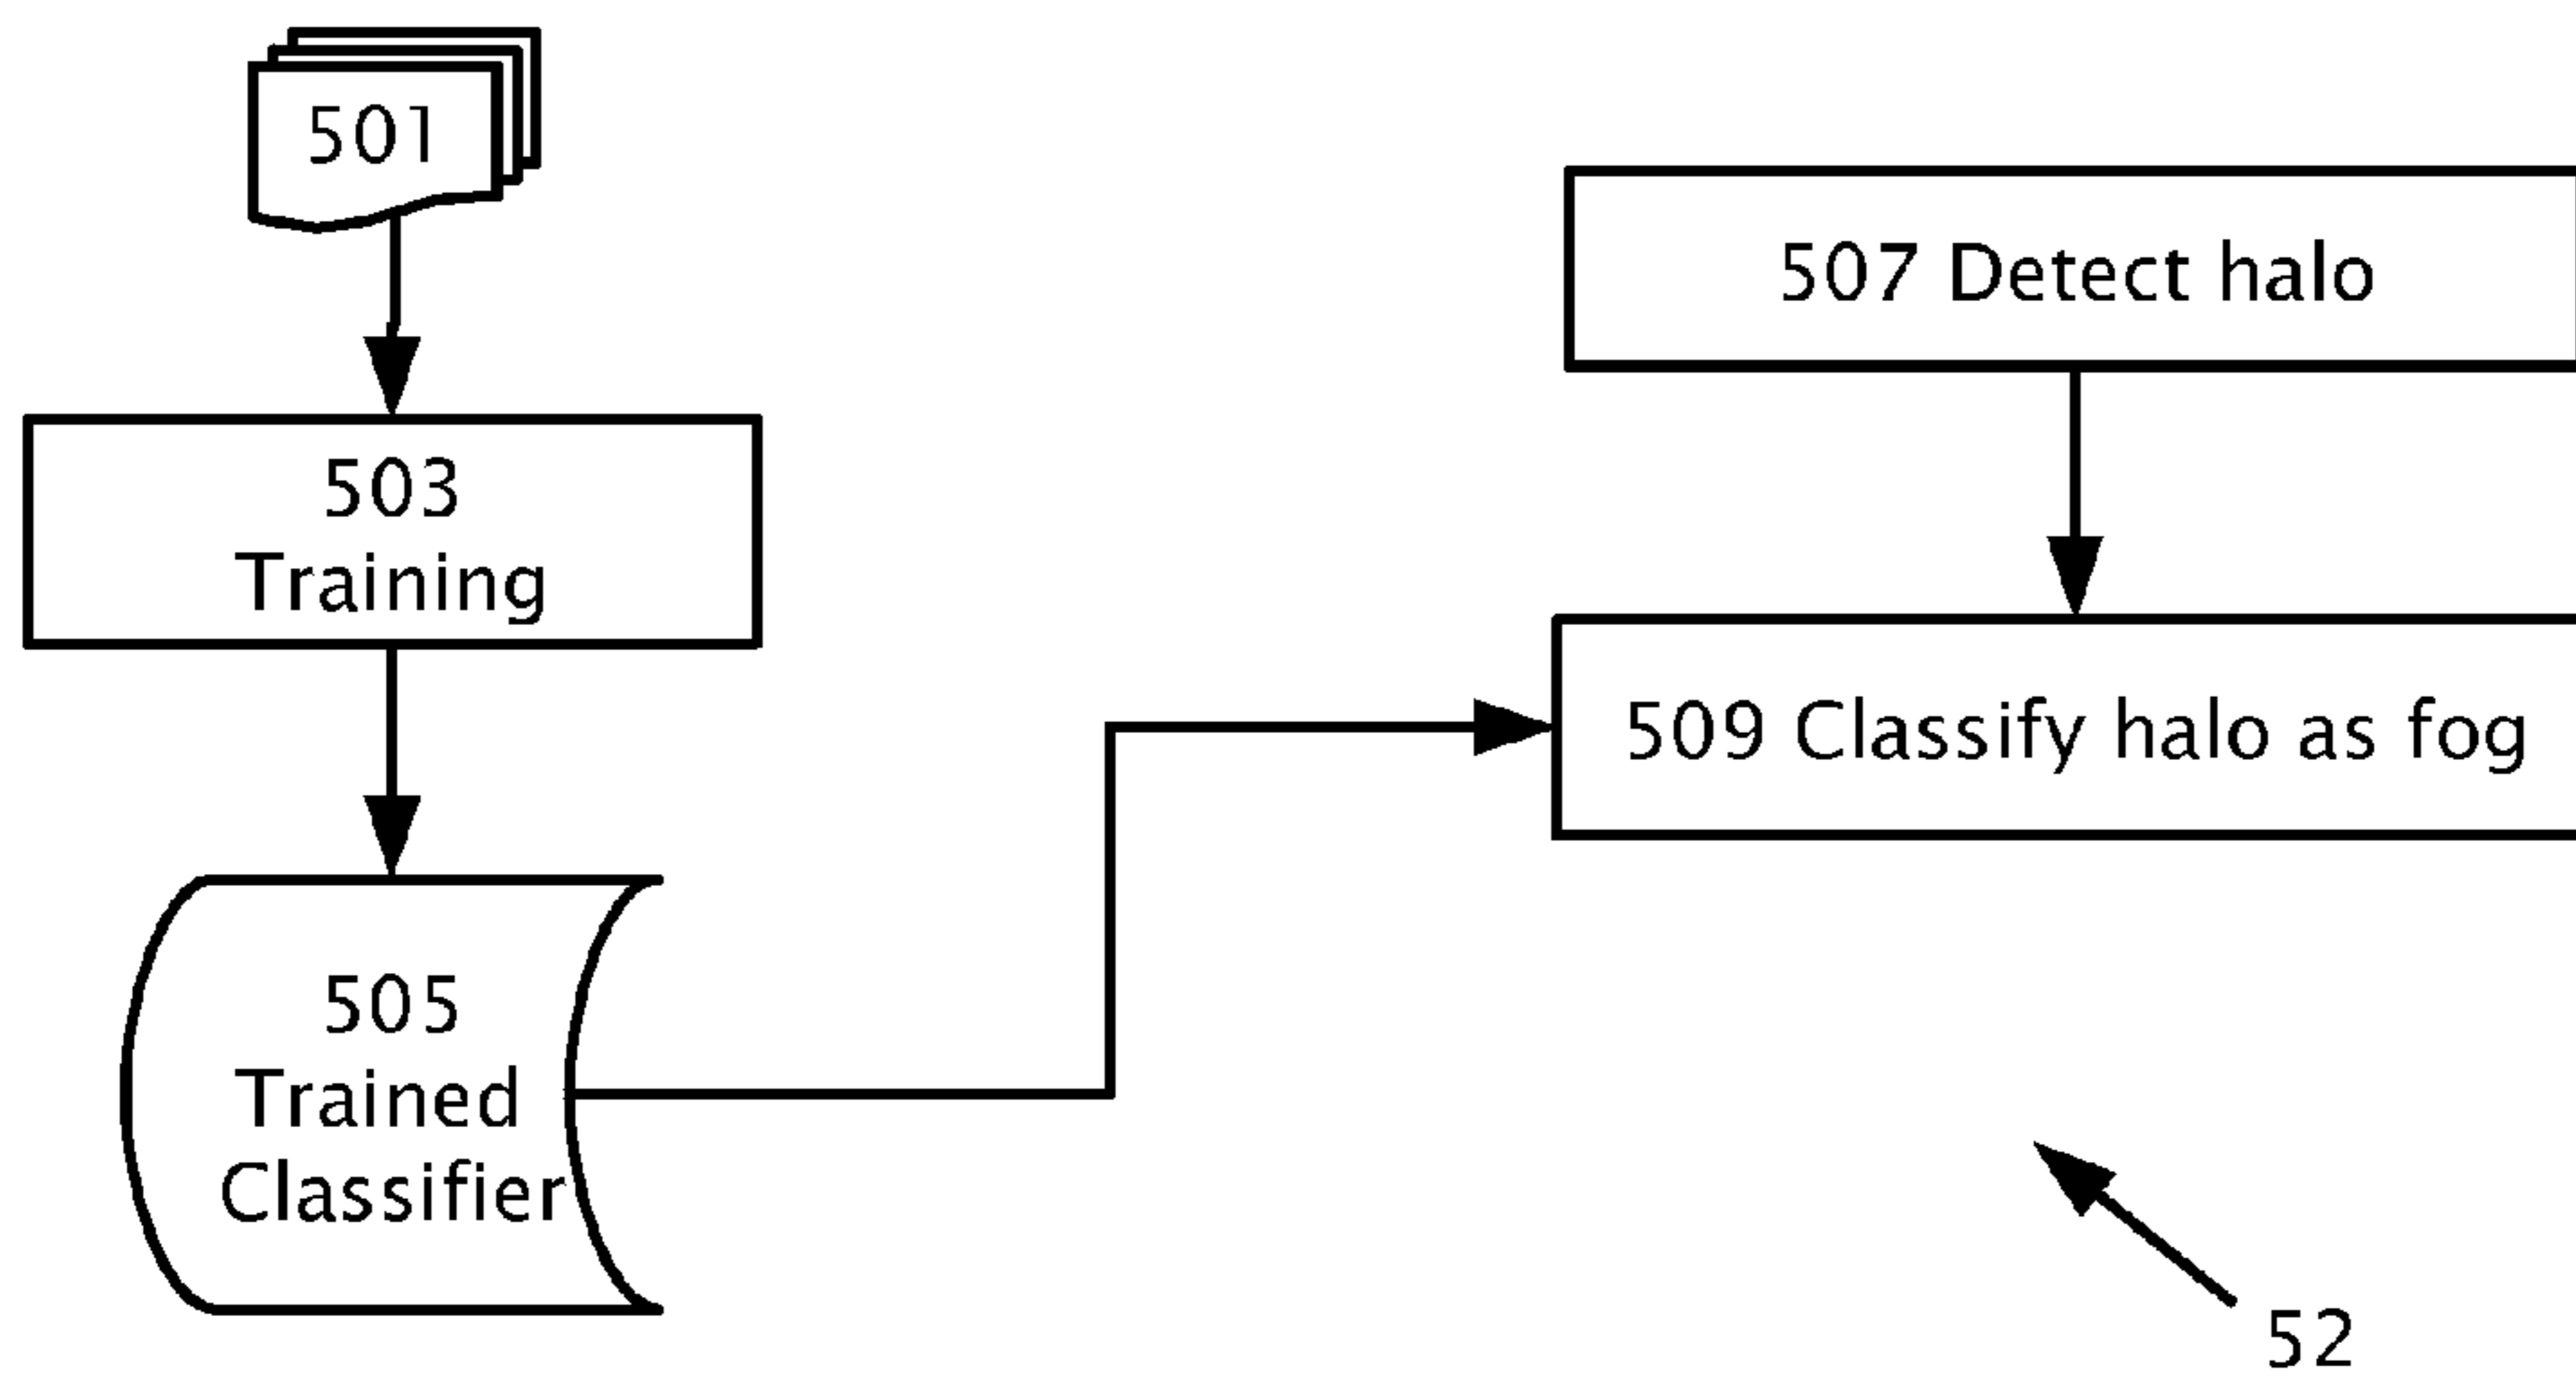 501
503
Training
505
Trained
Classifier
507 Detect halo
509 Classify halo as fog
52